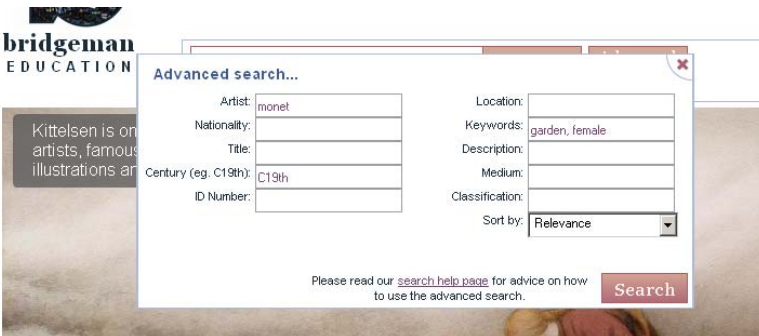 bridgeman
EDUCATION
Advanced search...
Artist: monet
Nationality:
Title:
Century (eg. C19th): C19th
ID Number:
Location:
Keywords: garden, female
Description:
Medium:
Classification:
Sort by: Relevance
Please read our search help page for advice on how
to use the advanced search.
Search
Kittelsen is on
artists, famous
illustrations